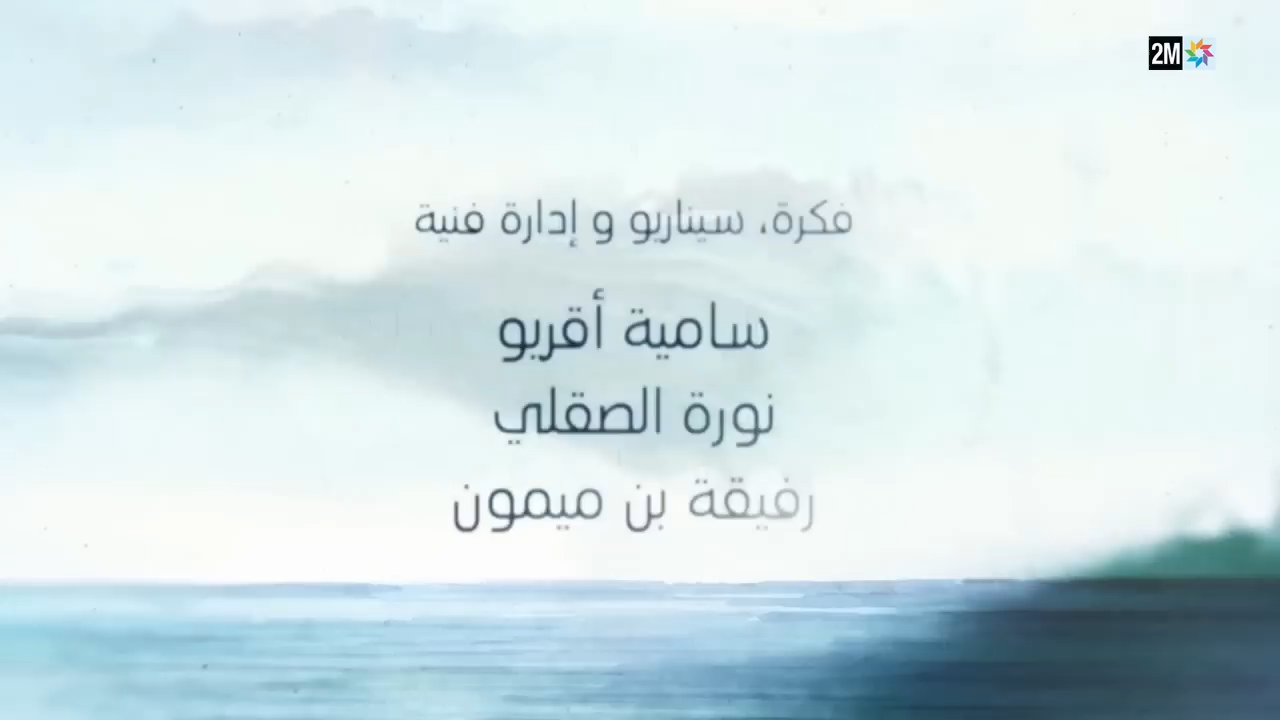 2M
فكرة، سيناريو و إدارة فنية
سامية أقريو
نورة الصقلي
رفيقة بن ميمون